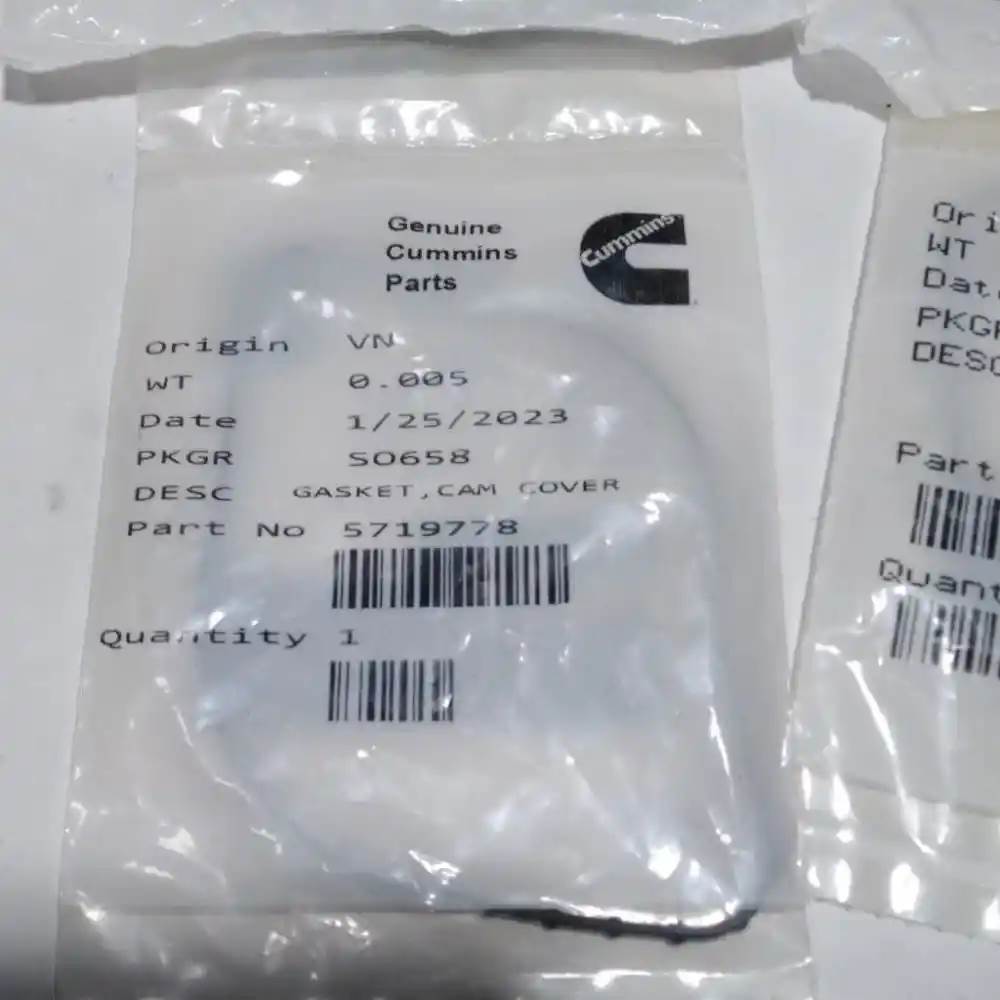 Genuine
Cummins
Parts
Cummins
Origin VN
WT 0.005
Date 1/25/2023
PKGR SO658
DESC GASKET,CAM COVER
Part No 5719778
Quantity 1
Ori
WT
Dat
PKG
DESC
Part
Quant